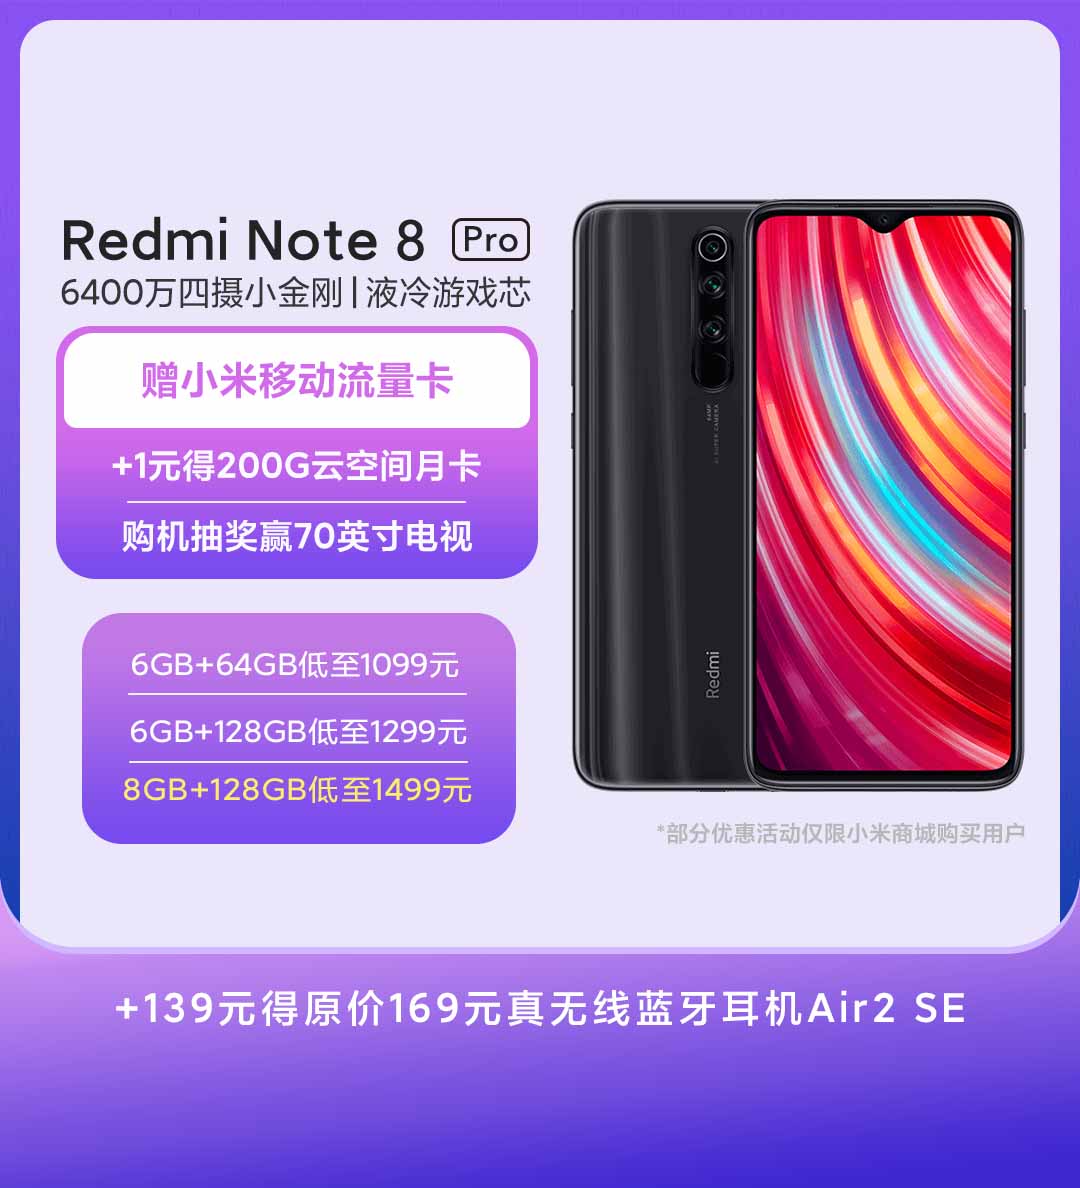 Redmi Note 8 Pro
6400万四摄小金刚|液冷游戏芯
赠小米移动流量卡
+1元得200G云空间月卡
购机抽奖赢70英寸电视
6GB+64GB低至1099元
6GB+128GB低至1299元
8GB+128GB低至1499元
64MP
AI SUPER CAMERA
Redmi
*部分优惠活动仅限小米商城购买用户
+139元得原价169元真无线蓝牙耳机Air2 SE